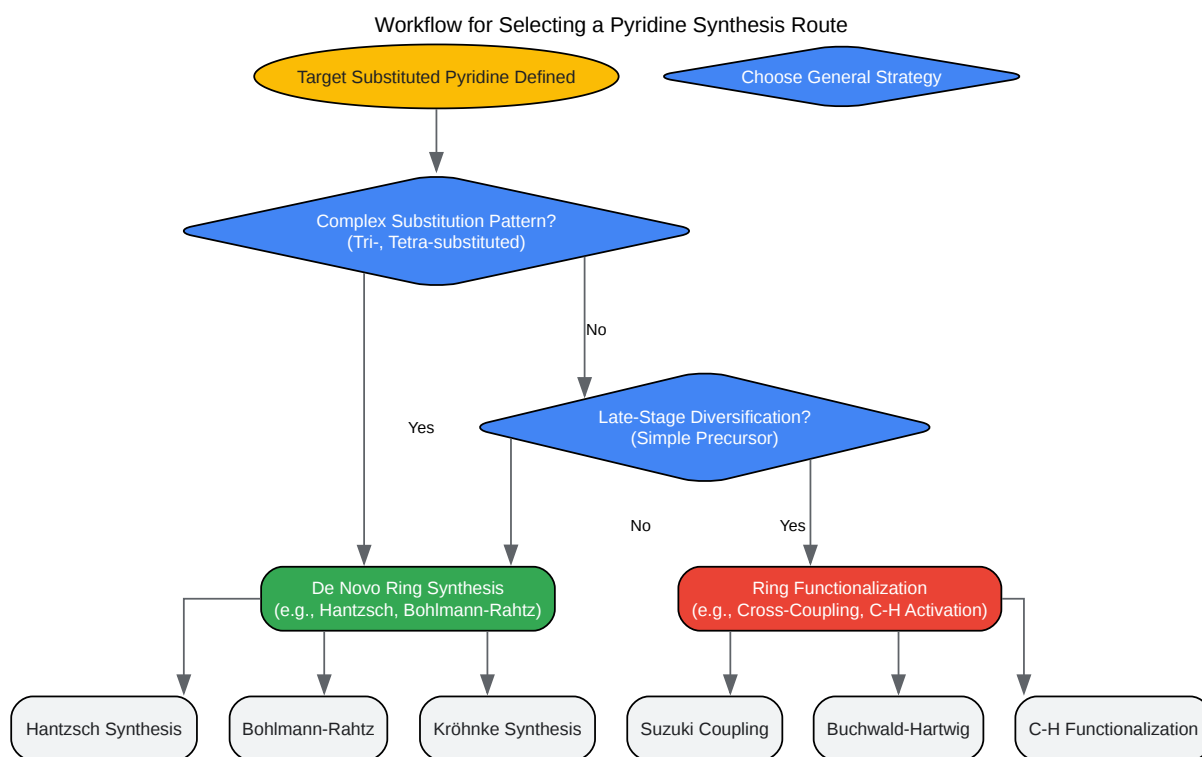 Workflow for Selecting a Pyridine Synthesis Route
Target Substituted Pyridine Defined
Choose General Strategy
Complex Substitution Pattern?
(Tri-, Tetra-substituted)
No
Late-Stage Diversification?
(Simple Precursor)
Yes
No
Yes
De Novo Ring Synthesis
(e.g., Hantzsch, Bohlmann-Rahtz)
Ring Functionalization
(e.g., Cross-Coupling, C-H Activation)
Hantzsch Synthesis
Bohlmann-Rahtz
Kröhnke Synthesis
Suzuki Coupling
Buchwald-Hartwig
C-H Functionalization